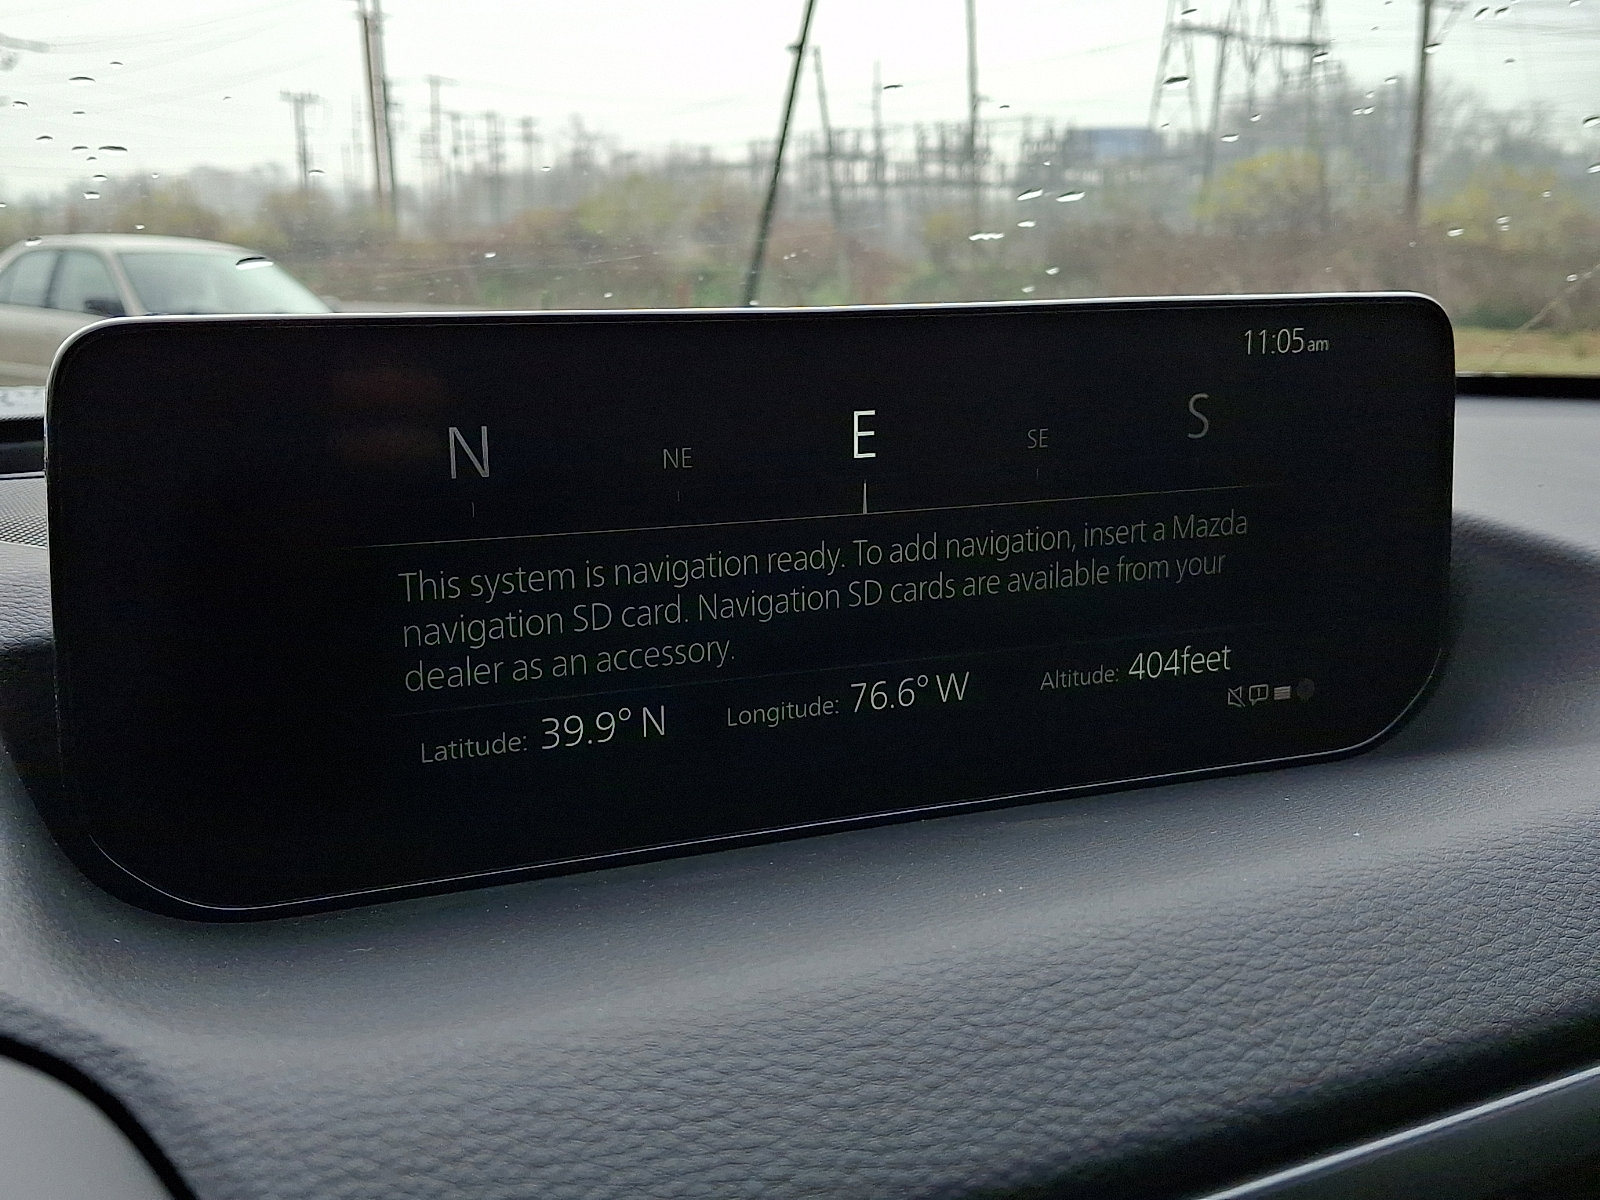 11:05am
N NE E SE S
This system is navigation ready. To add navigation, insert a Mazda
navigation SD card. Navigation SD cards are available from your
dealer as an accessory.
Latitude: 39.9° N Longitude: 76.6° W Altitude: 404feet